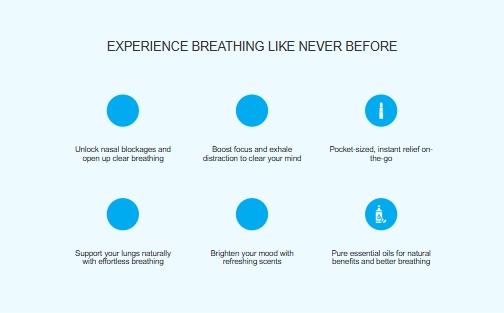 EXPERIENCE BREATHING LIKE NEVER BEFORE
Unlock nasal blockages and
open up clear breathing
Boost focus and exhale
distraction to clear your mind
Pocket-sized, instant relief on-
the-go
Support your lungs naturally
with effortless breathing
Brighten your mood with
refreshing scents
Pure essential oils for natural
benefits and better breathing